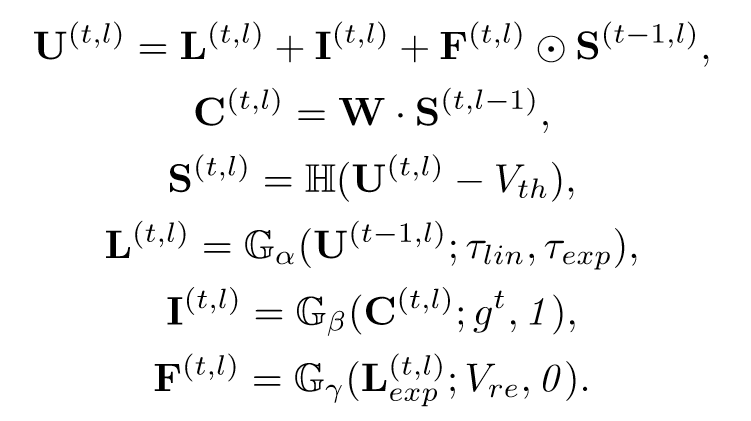 𝐔^{(t,l)} = 𝐋^{(t,l)} + 𝐈^{(t,l)} + 𝐅^{(t,l)} ⊙ 𝐒^{(t−1,l)},
𝐂^{(t,l)} = 𝐖 · 𝐒^{(t,l−1)},
𝐒^{(t,l)} = ℍ(𝐔^{(t,l)} − V_{th}),
𝐋^{(t,l)} = 𝔾_α(𝐔^{(t−1,l)}; τ_{lin}, τ_{exp}),
𝐈^{(t,l)} = 𝔾_β(𝐂^{(t,l)}; g^t, 1),
𝐅^{(t,l)} = 𝔾_γ(𝐋_{exp}^{(t,l)}; V_{re}, 0).